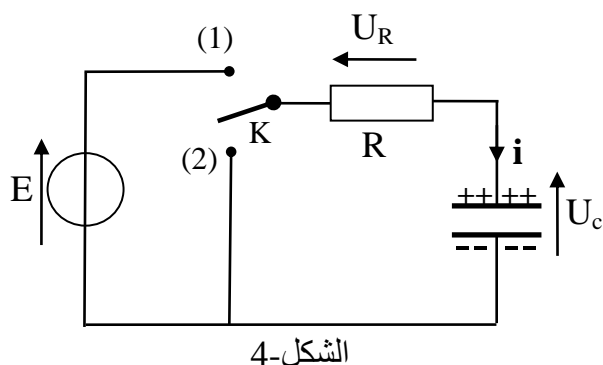 U_R
(1)
K
R
(2)
i
E
++ ++
U_c
-- --
الشكل-4